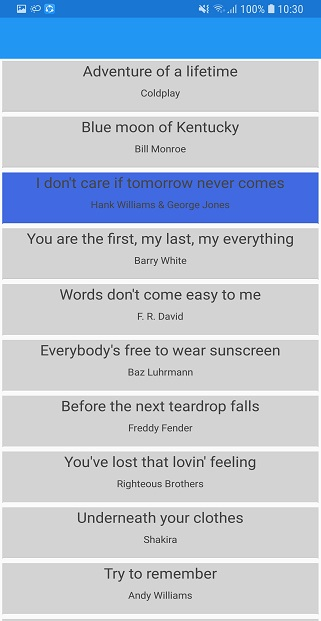 100% 10:30
Adventure of a lifetime
Coldplay
Blue moon of Kentucky
Bill Monroe
I don't care if tomorrow never comes
Hank Williams & George Jones
You are the first, my last, my everything
Barry White
Words don't come easy to me
F. R. David
Everybody's free to wear sunscreen
Baz Luhrmann
Before the next teardrop falls
Freddy Fender
You've lost that lovin' feeling
Righteous Brothers
Underneath your clothes
Shakira
Try to remember
Andy Williams